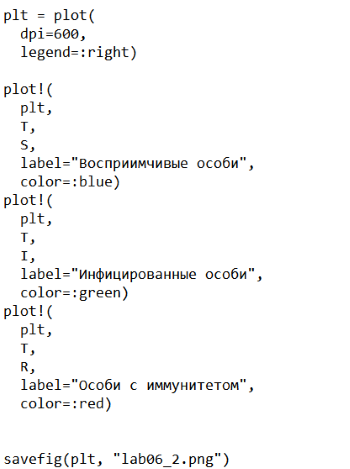 plt = plot(
  dpi=600,
  legend=:right)

plot!(
  plt,
  T,
  S,
  label="Восприимчивые особи",
  color=:blue)
plot!(
  plt,
  T,
  I,
  label="Инфицированные особи",
  color=:green)
plot!(
  plt,
  T,
  R,
  label="Особи с иммунитетом",
  color=:red)


savefig(plt, "lab06_2.png")